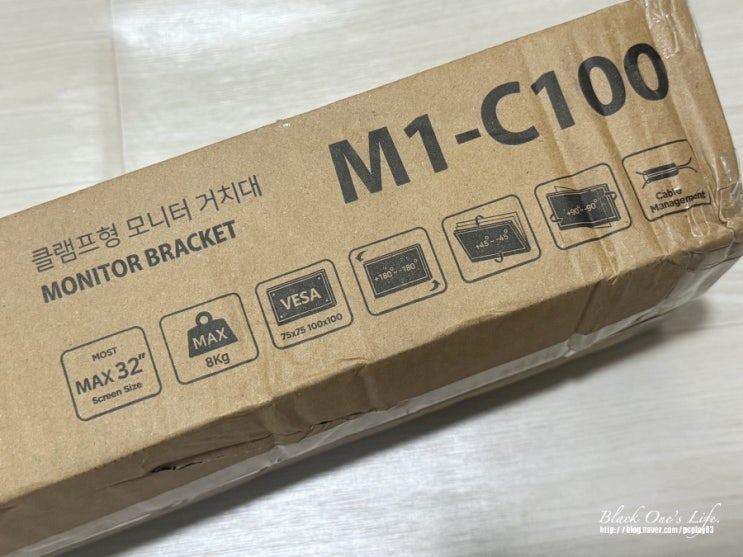 M1-C100
클램프형 모니터 거치대
MONITOR BRACKET
MOST
MAX 32"
Screen Size
MAX
8Kg
VESA
75x75 100x100
+180°~-180°
+45°~-45°
+90°~-90°
Cable
Management
Black One's Life.
http://blog.naver.com/pcplay83